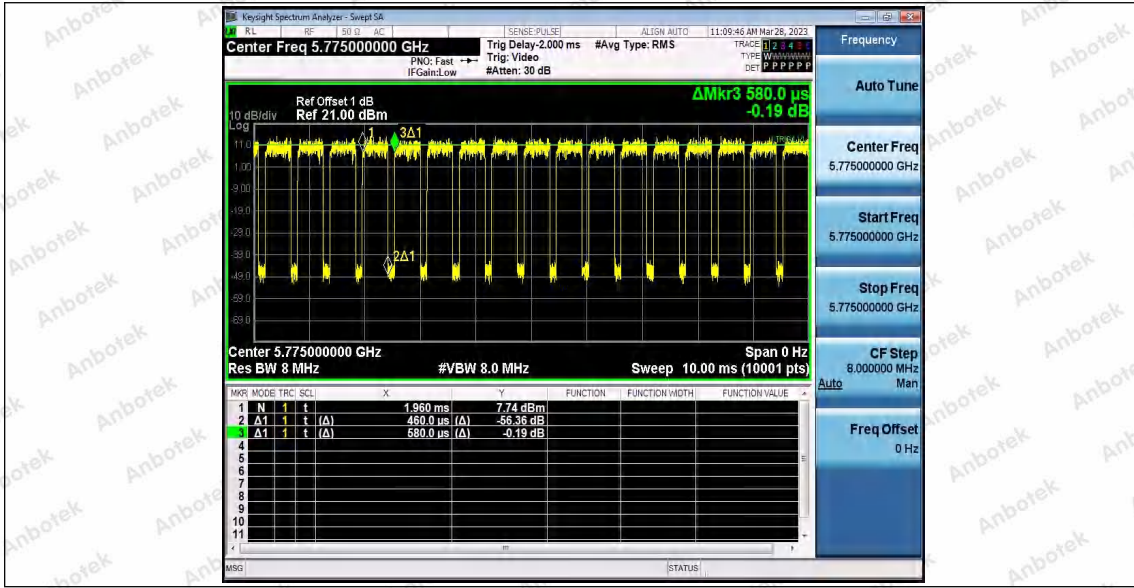 Keysight Spectrum Analyzer - Swept SA
RL RF 50 Ω AC SENSE:PULSE ALIGN AUTO 11:09:46 AM Mar 28, 2023
Center Freq 5.775000000 GHz
PNO: Fast
IFGain:Low
Trig Delay-2.000 ms
Trig: Video
#Atten: 30 dB
#Avg Type: RMS
TRACE 1 2 3 4 5 6
TYPE WWWWWW
DET P P P P P P
ΔMkr3 580.0 µs
-0.19 dB
10 dB/div
Log
Ref Offset 1 dB
Ref 21.00 dBm
11.0
1.00
-9.00
-19.0
-29.0
-39.0
-49.0
-59.0
-69.0
1
3Δ1
2Δ1
Center 5.775000000 GHz Span 0 Hz
Res BW 8 MHz #VBW 8.0 MHz Sweep 10.00 ms (10001 pts)
MKR MODE TRC SCL X Y FUNCTION FUNCTION WIDTH FUNCTION VALUE
1 N 1 t 1.960 ms 7.74 dBm
2 Δ1 1 t (Δ) 460.0 µs (Δ) -56.36 dB
3 Δ1 1 t (Δ) 580.0 µs (Δ) -0.19 dB
4
5
6
7
8
9
10
11
MSG STATUS
Frequency
Auto Tune
Center Freq
5.775000000 GHz
Start Freq
5.775000000 GHz
Stop Freq
5.775000000 GHz
CF Step
8.000000 MHz
Auto Man
Freq Offset
0 Hz
Anbotek